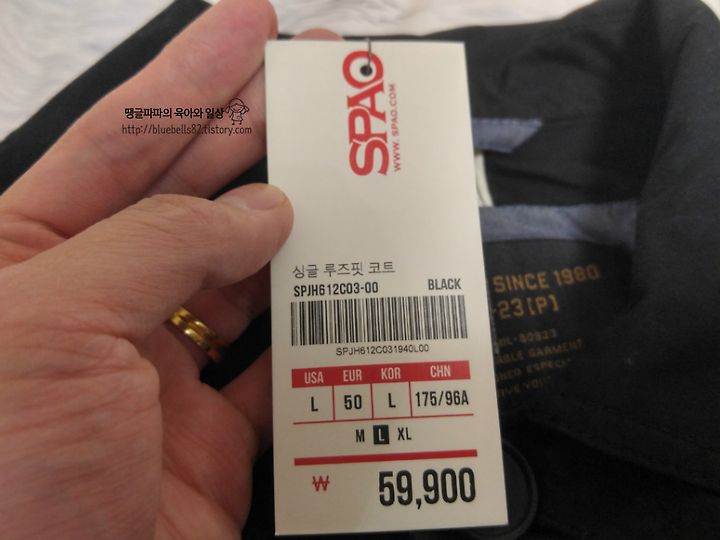 땡글파파의 육아와 일상
http://bluebells82.tistory.com
SPAO
WWW. SPAO.COM
싱글 루즈핏 코트
SPJH612C03-00 BLACK
SPJH612C031940L00
USA EUR KOR CHN
L 50 L 175/96A
M L XL
₩ 59,900
SINCE 1980
-23[P]
GARMENT